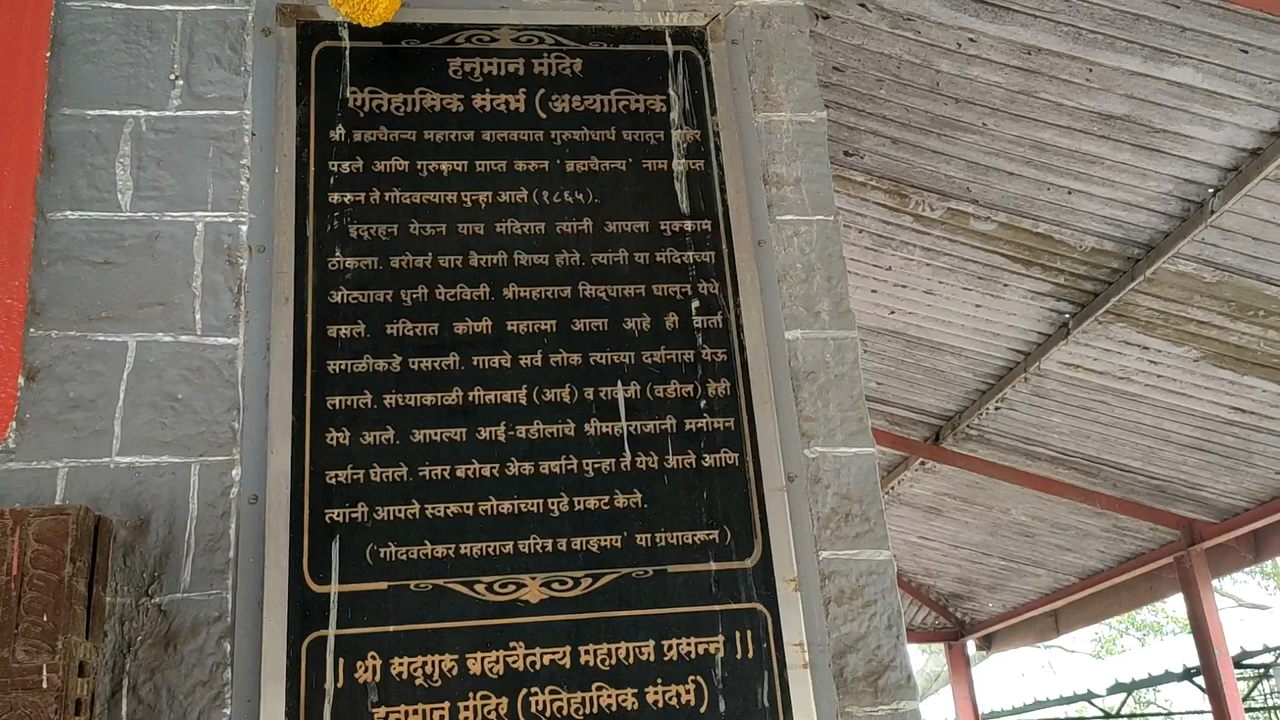 हनुमान मंदिर
ऐतिहासिक संदर्भ (अध्यात्मिक
श्री ब्रह्मचैतन्य महाराज बालवयात गुरुशोधार्थ घरातून बाहेर
पडले आणि गुरुकृपा प्राप्त करुन ' ब्रह्मचैतन्य' नाम प्राप्त
करुन ते गोंदवल्यास पुन्हा आले (१८६५).
इंदूरहून येऊन याच मंदिरात त्यांनी आपला मुक्काम
ठोकला. बरोबर चार बैरागी शिष्य होते. त्यांनी या मंदिराच्या
ओट्यावर धुनी पेटविली. श्रीमहाराज सिद्धासन घालून येथे
बसले. मंदिरात कोणी महात्मा आला आहे ही वार्ता
सगळीकडे पसरली. गावचे सर्व लोक त्यांच्या दर्शनास येऊ
लागले. संध्याकाळी गीताबाई (आई) व रावजी (वडील) हेही
येथे आले. आपल्या आई-वडीलांचे श्रीमहाराजांनी मनोमन
दर्शन घेतले. नंतर बरोबर अेक वर्षाने पुन्हा ते येथे आले आणि
त्यांनी आपले स्वरूप लोकांच्या पुढे प्रकट केले.
('गोंदवलेकर महाराज चरित्र व वाङ्मय' या ग्रंथावरून )
| श्री सद्गुरु ब्रह्मचैतन्य महाराज प्रसन्न ||
हनुमान मंदिर (ऐतिहासिक संदर्भ)